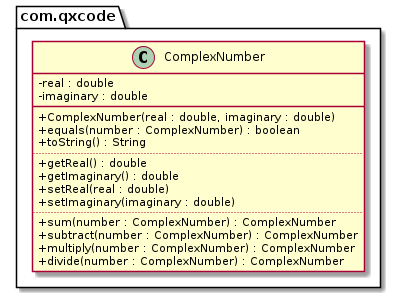 com.qxcode
C ComplexNumber
-real : double
-imaginary : double
+ComplexNumber(real : double, imaginary : double)
+equals(number : ComplexNumber) : boolean
+toString() : String
+getReal() : double
+getImaginary() : double
+setReal(real : double)
+setImaginary(imaginary : double)
+sum(number : ComplexNumber) : ComplexNumber
+subtract(number : ComplexNumber) : ComplexNumber
+multiply(number : ComplexNumber) : ComplexNumber
+divide(number : ComplexNumber) : ComplexNumber